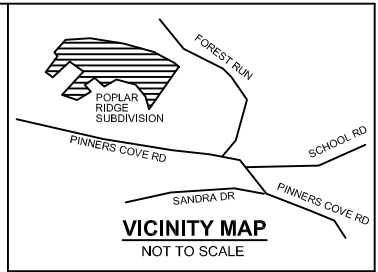 FOREST RUN
POPLAR
RIDGE
SUBDIVISION
PINNERS COVE RD
SCHOOL RD
SANDRA DR
PINNERS COVE RD
VICINITY MAP
NOT TO SCALE